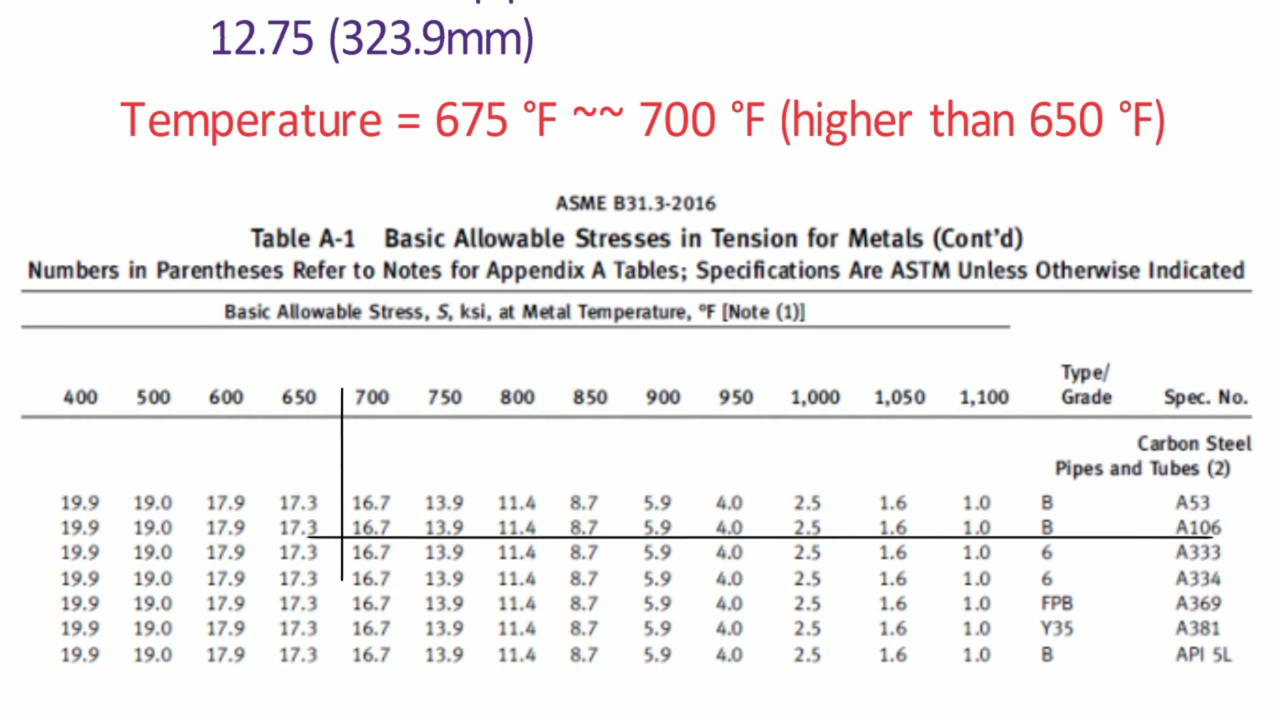 12.75 (323.9mm)
Temperature = 675 °F ~~ 700 °F (higher than 650 °F)
ASME B31.3-2016
Table A-1 Basic Allowable Stresses in Tension for Metals (Cont'd)
Numbers in Parentheses Refer to Notes for Appendix A Tables; Specifications Are ASTM Unless Otherwise Indicated
Basic Allowable Stress, S, ksi, at Metal Temperature, °F [Note (1)]
Type/
400 500 600 650 700 750 800 850 900 950 1,000 1,050 1,100 Grade Spec. No.
Carbon Steel
Pipes and Tubes (2)
19.9 19.0 17.9 17.3 16.7 13.9 11.4 8.7 5.9 4.0 2.5 1.6 1.0 B A53
19.9 19.0 17.9 17.3 16.7 13.9 11.4 8.7 5.9 4.0 2.5 1.6 1.0 B A106
19.9 19.0 17.9 17.3 16.7 13.9 11.4 8.7 5.9 4.0 2.5 1.6 1.0 6 A333
19.9 19.0 17.9 17.3 16.7 13.9 11.4 8.7 5.9 4.0 2.5 1.6 1.0 6 A334
19.9 19.0 17.9 17.3 16.7 13.9 11.4 8.7 5.9 4.0 2.5 1.6 1.0 FPB A369
19.9 19.0 17.9 17.3 16.7 13.9 11.4 8.7 5.9 4.0 2.5 1.6 1.0 Y35 A381
19.9 19.0 17.9 17.3 16.7 13.9 11.4 8.7 5.9 4.0 2.5 1.6 1.0 B API 5L